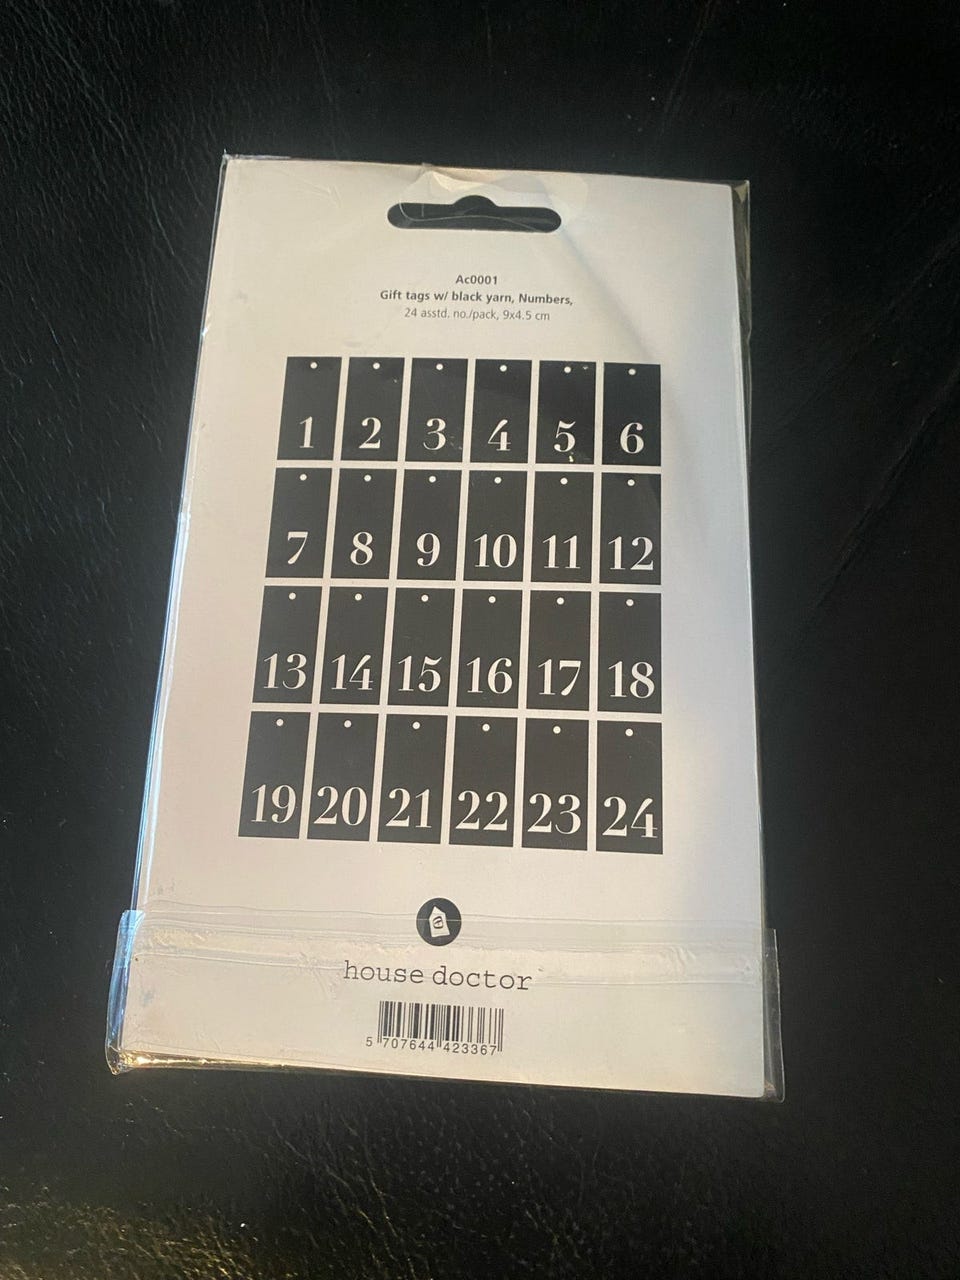 Ac0001
Gift tags w/ black yarn, Numbers,
24 asstd. no./pack, 9x4.5 cm
1 2 3 4 5 6
7 8 9 10 11 12
13 14 15 16 17 18
19 20 21 22 23 24
house doctor
5 707644 423367